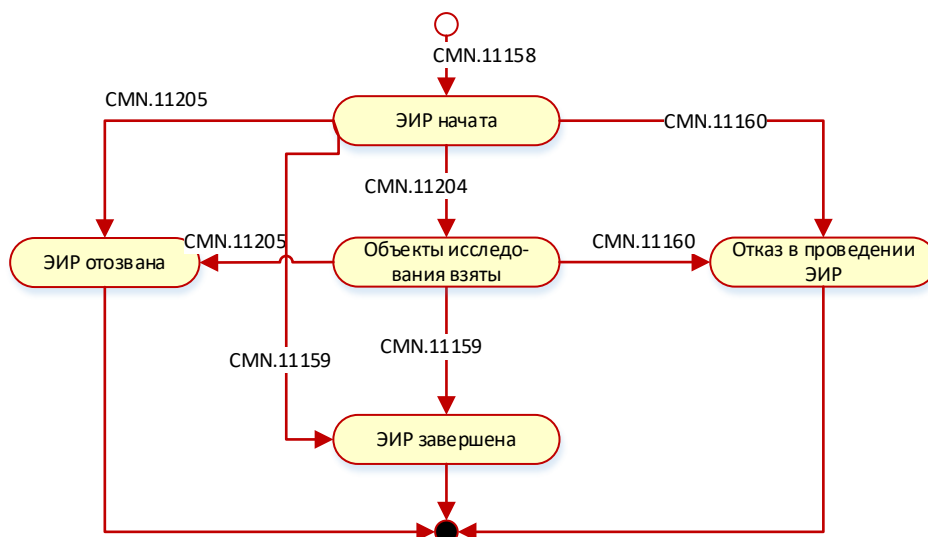 CMN.11158
CMN.11205
ЭИР начата
CMN.11160
CMN.11204
CMN.11205
CMN.11160
ЭИР отозвана
Объекты исследо-
вания взяты
Отказ в проведении
ЭИР
CMN.11159
CMN.11159
ЭИР завершена